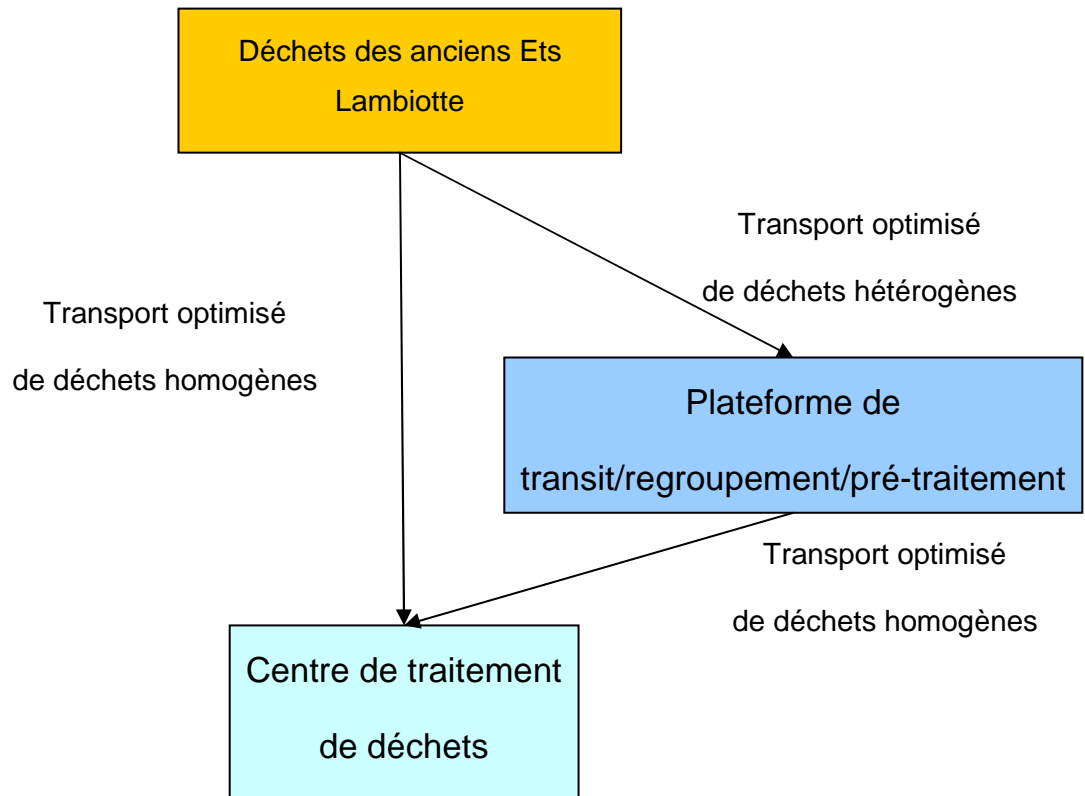 Déchets des anciens Ets
Lambiotte
Transport optimisé
de déchets hétérogènes
Transport optimisé
de déchets homogènes
Plateforme de
transit/regroupement/pré-traitement
Transport optimisé
de déchets homogènes
Centre de traitement
de déchets